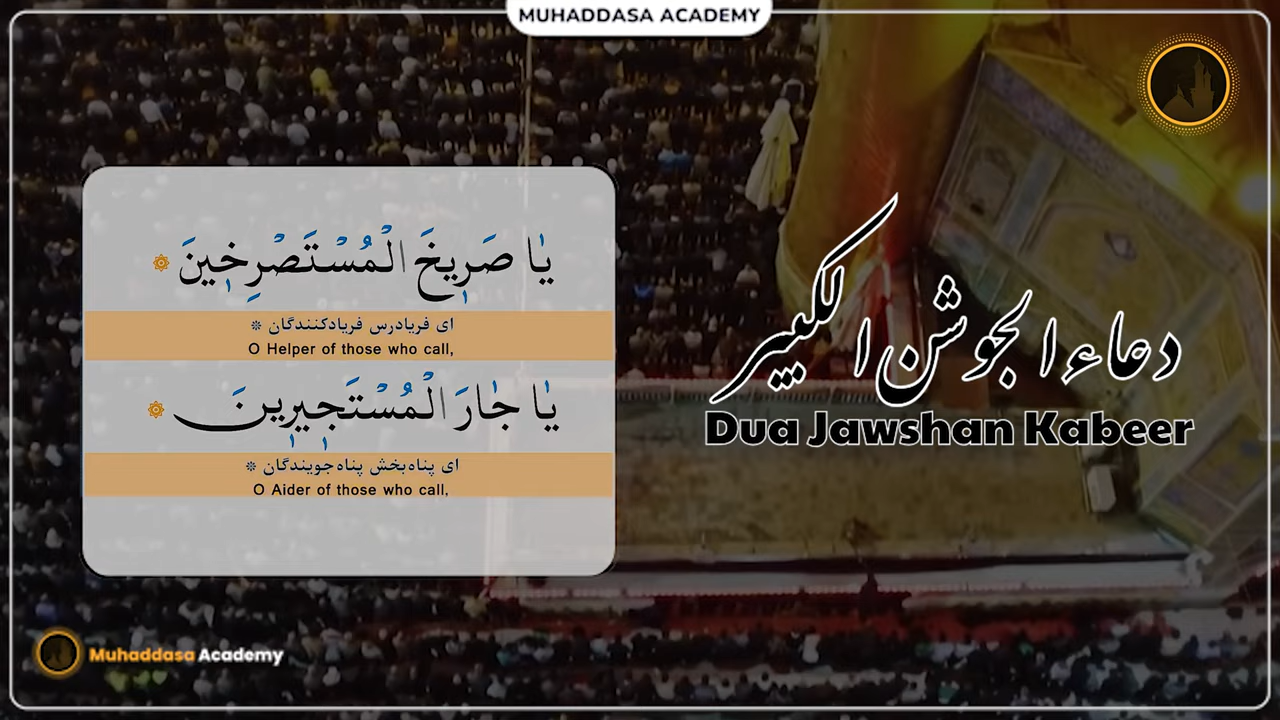 MUHADDASA ACADEMY
يٰا صَرٖيخَ الْمُسْتَصْرِخٖينَ ۞
ای فریادرس فریادکنندگان ❊
O Helper of those who call,
يٰا جٰارَ الْمُسْتَجٖيرٖينَ ۞
ای پناه‌بخش پناه‌جویندگان ❊
O Aider of those who call,
دعاء الجوشن الكبير
Dua Jawshan Kabeer
Muhaddasa Academy